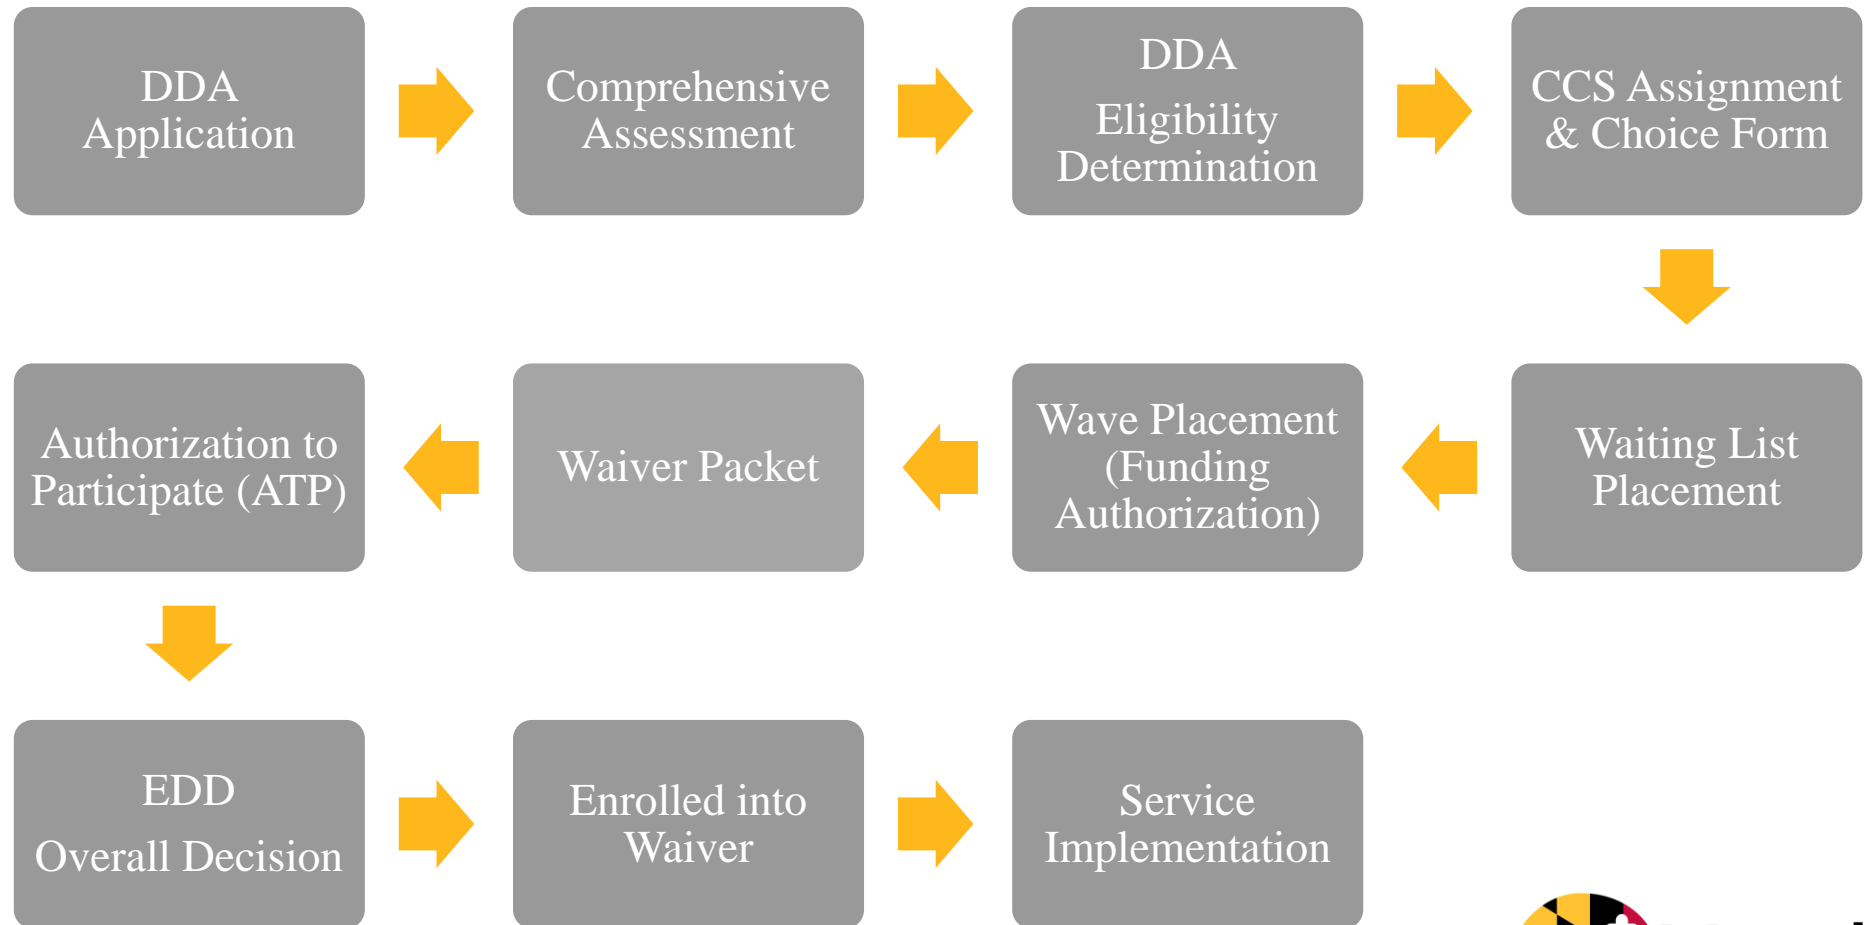 DDA
Application
Comprehensive
Assessment
DDA
Eligibility
Determination
CCS Assignment
& Choice Form
Waiting List
Placement
Wave Placement
(Funding
Authorization)
Waiver Packet
Authorization to
Participate (ATP)
EDD
Overall Decision
Enrolled into
Waiver
Service
Implementation